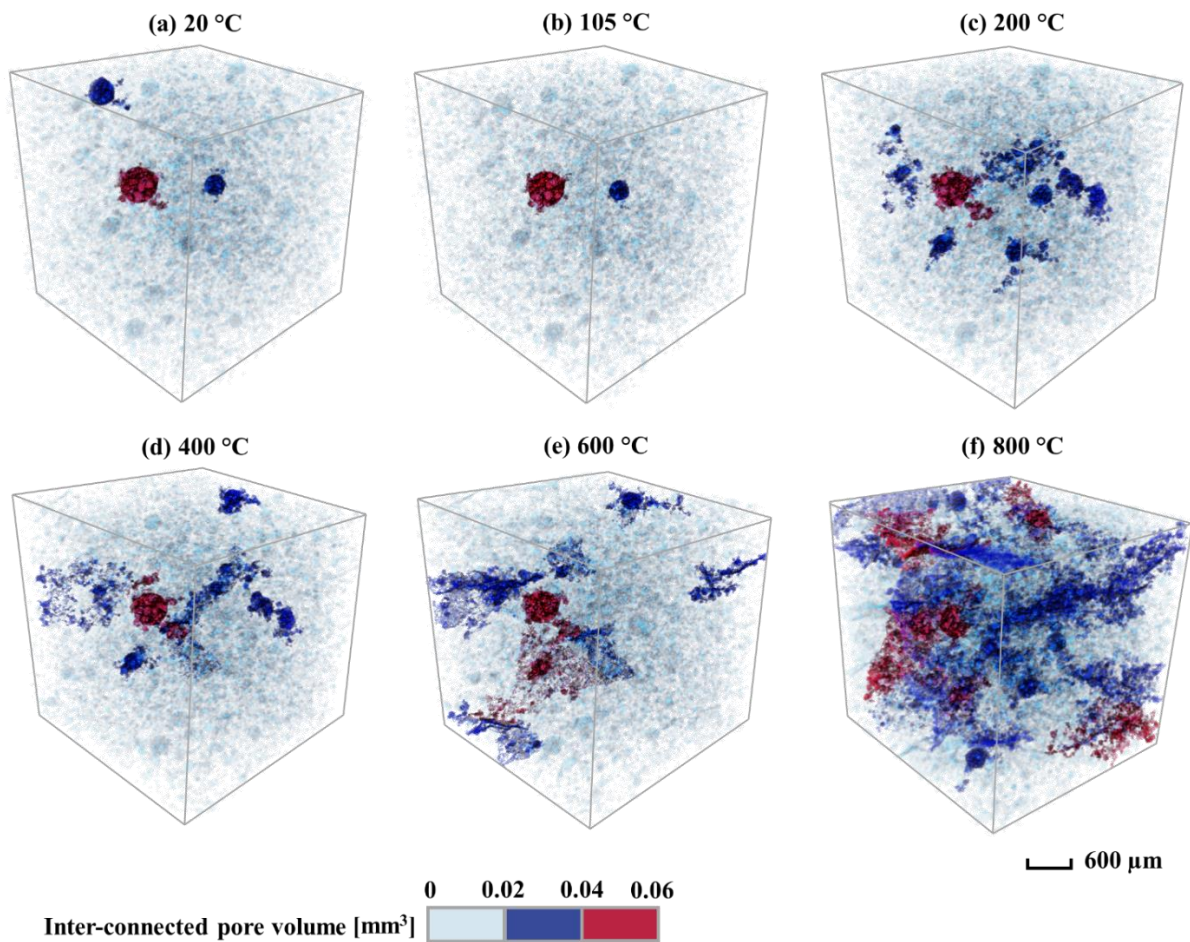 (a) 20 °C
(b) 105 °C
(c) 200 °C
(d) 400 °C
(e) 600 °C
(f) 800 °C
600 µm
0 0.02 0.04 0.06
Inter-connected pore volume [mm³]